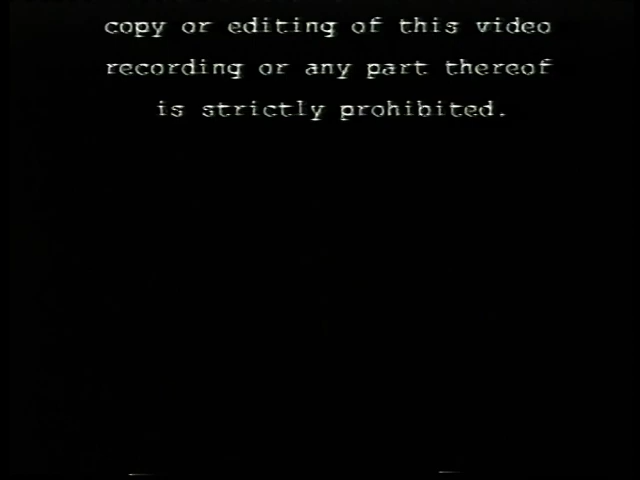 copy or editing of this video
recording or any part thereof
is strictly prohibited.